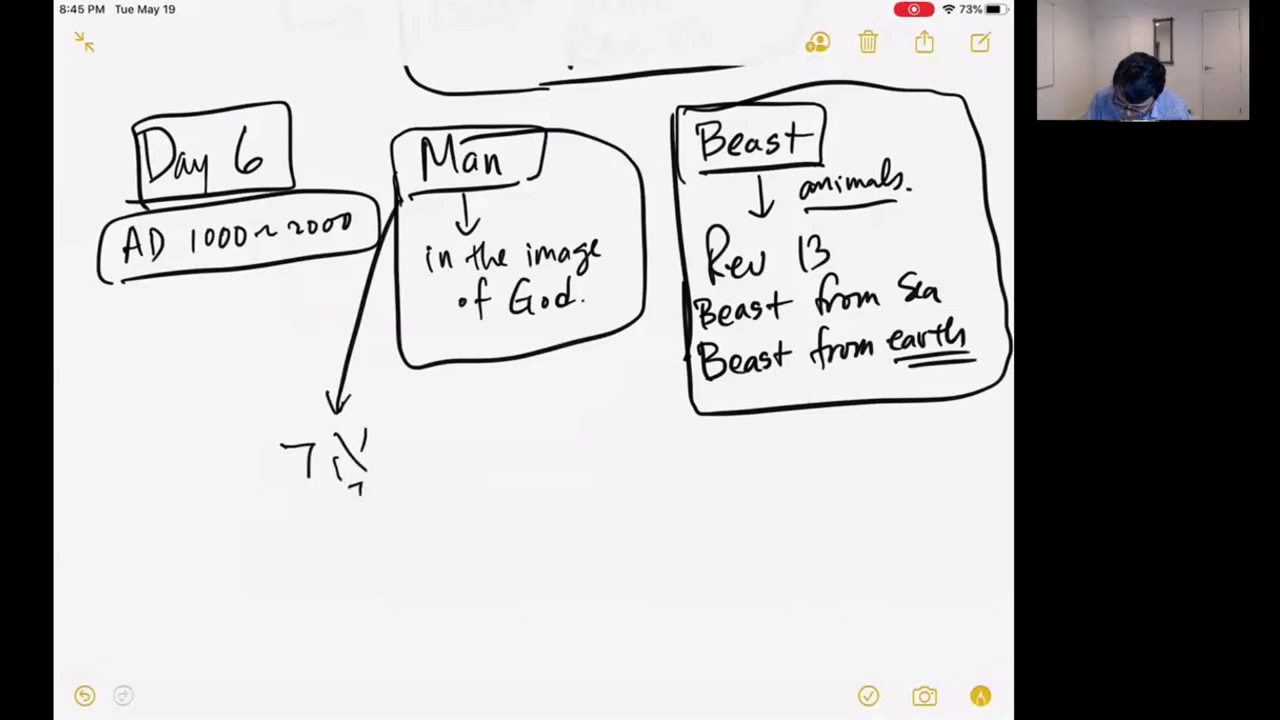 8:45 PM Tue May 19
73%
Day 6
AD 1000~2000
Man
in the image
of God.
Beast
animals.
Rev 13
Beast from Sea
Beast from earth
אָד